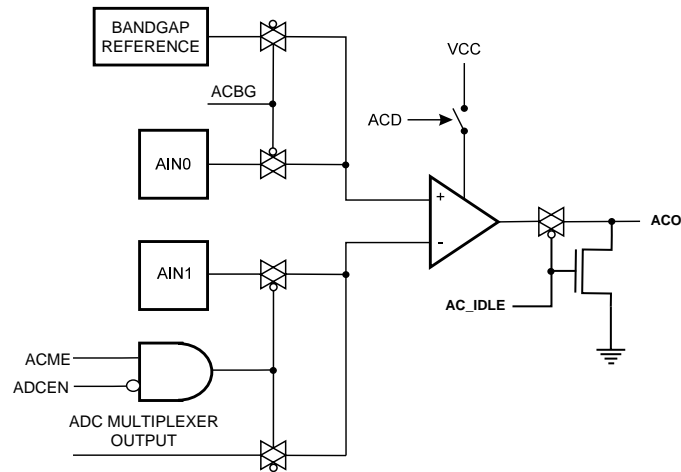 BANDGAP
REFERENCE
VCC
ACBG
ACD
AIN0
+
-
ACO
AIN1
AC_IDLE
ACME
ADCEN
ADC MULTIPLEXER
OUTPUT